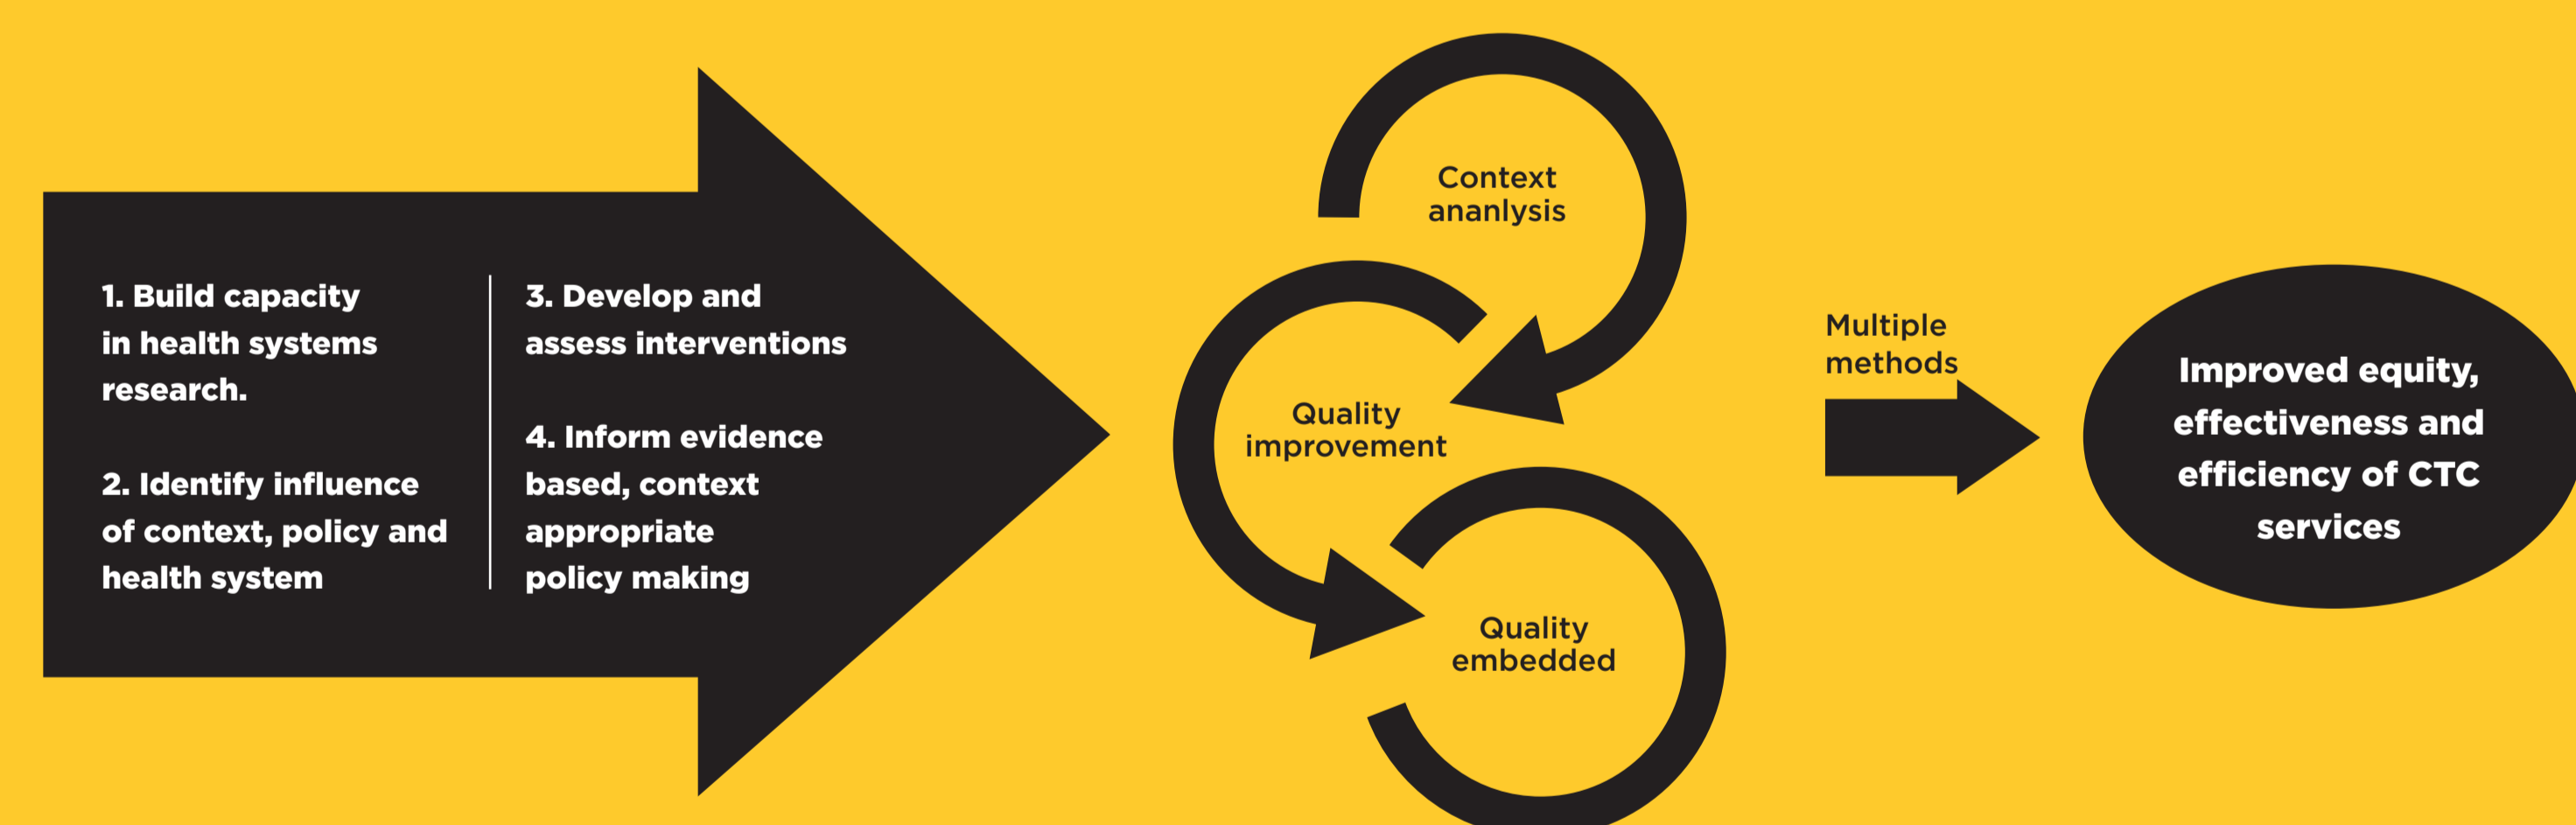 1. Build capacity
in health systems
research.
2. Identify influence
of context, policy and
health system
3. Develop and
assess interventions
4. Inform evidence
based, context
appropriate
policy making
Context
ananlysis
Quality
improvement
Quality
embedded
Multiple
methods
Improved equity,
effectiveness and
efficiency of CTC
services